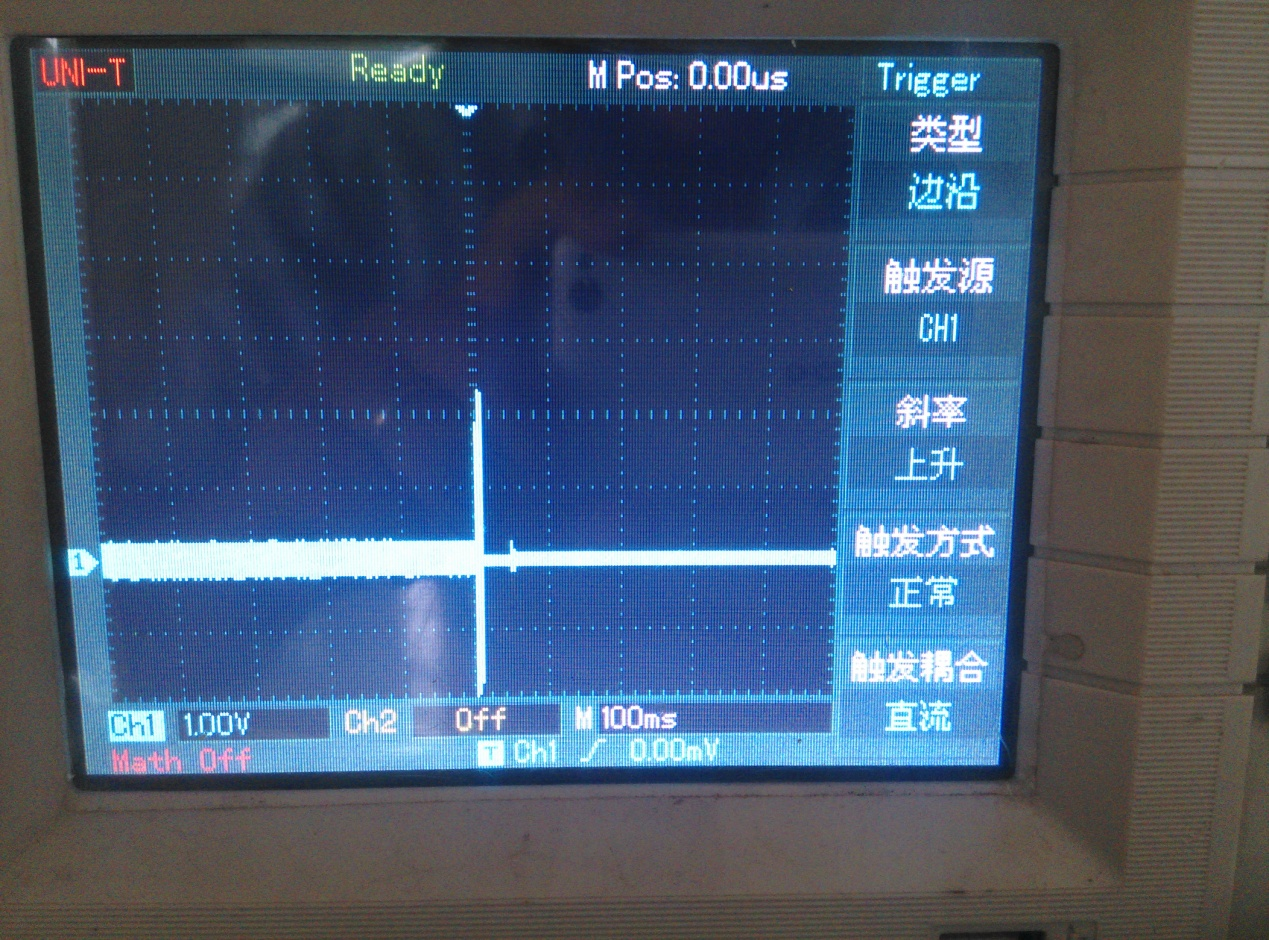 UNI-T Ready M Pos: 0.00us Trigger
类型
边沿
触发源
CH1
斜率
上升
触发方式
正常
触发耦合
直流
1
Ch1 1.00V Ch2 Off M 100ms
Math Off T Ch1 0.00mV